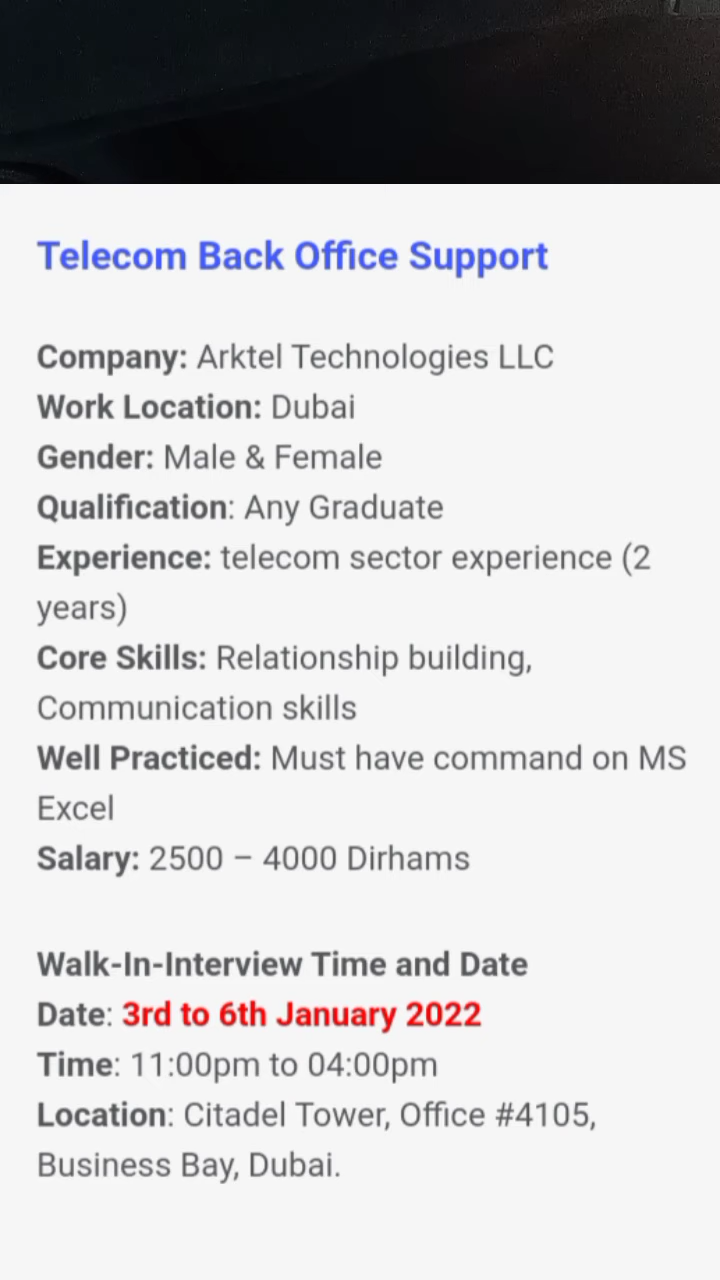 Telecom Back Office Support
Company: Arktel Technologies LLC
Work Location: Dubai
Gender: Male & Female
Qualification: Any Graduate
Experience: telecom sector experience (2
years)
Core Skills: Relationship building,
Communication skills
Well Practiced: Must have command on MS
Excel
Salary: 2500 – 4000 Dirhams
Walk-In-Interview Time and Date
Date: 3rd to 6th January 2022
Time: 11:00pm to 04:00pm
Location: Citadel Tower, Office #4105,
Business Bay, Dubai.